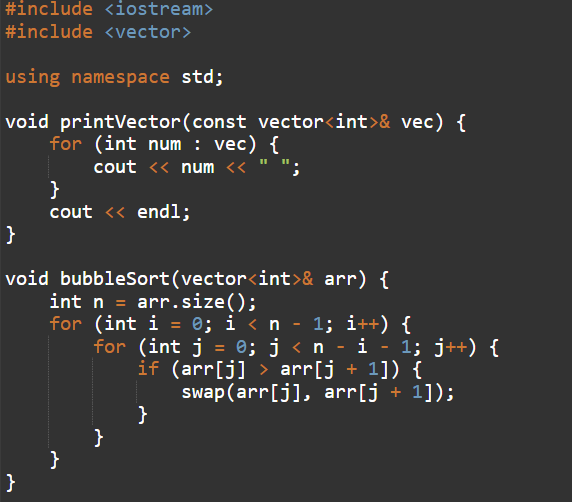 #include <iostream>
#include <vector>

using namespace std;

void printVector(const vector<int>& vec) {
    for (int num : vec) {
        cout << num << " ";
    }
    cout << endl;
}

void bubbleSort(vector<int>& arr) {
    int n = arr.size();
    for (int i = 0; i < n - 1; i++) {
        for (int j = 0; j < n - i - 1; j++) {
            if (arr[j] > arr[j + 1]) {
                swap(arr[j], arr[j + 1]);
            }
        }
    }
}